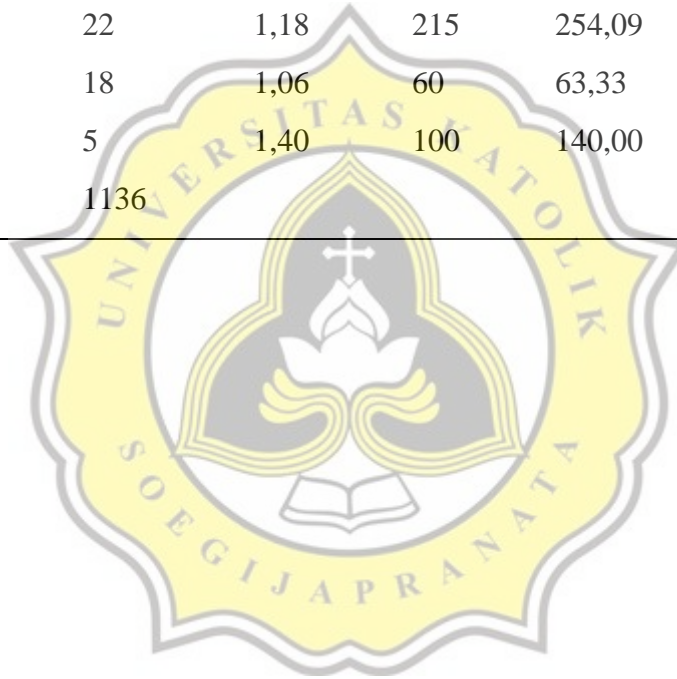 22 1,18 215 254,09
18 1,06 60 63,33
5 1,40 100 140,00
1136
UNIVERSITAS KATOLIK
SOEGIJAPRANATA